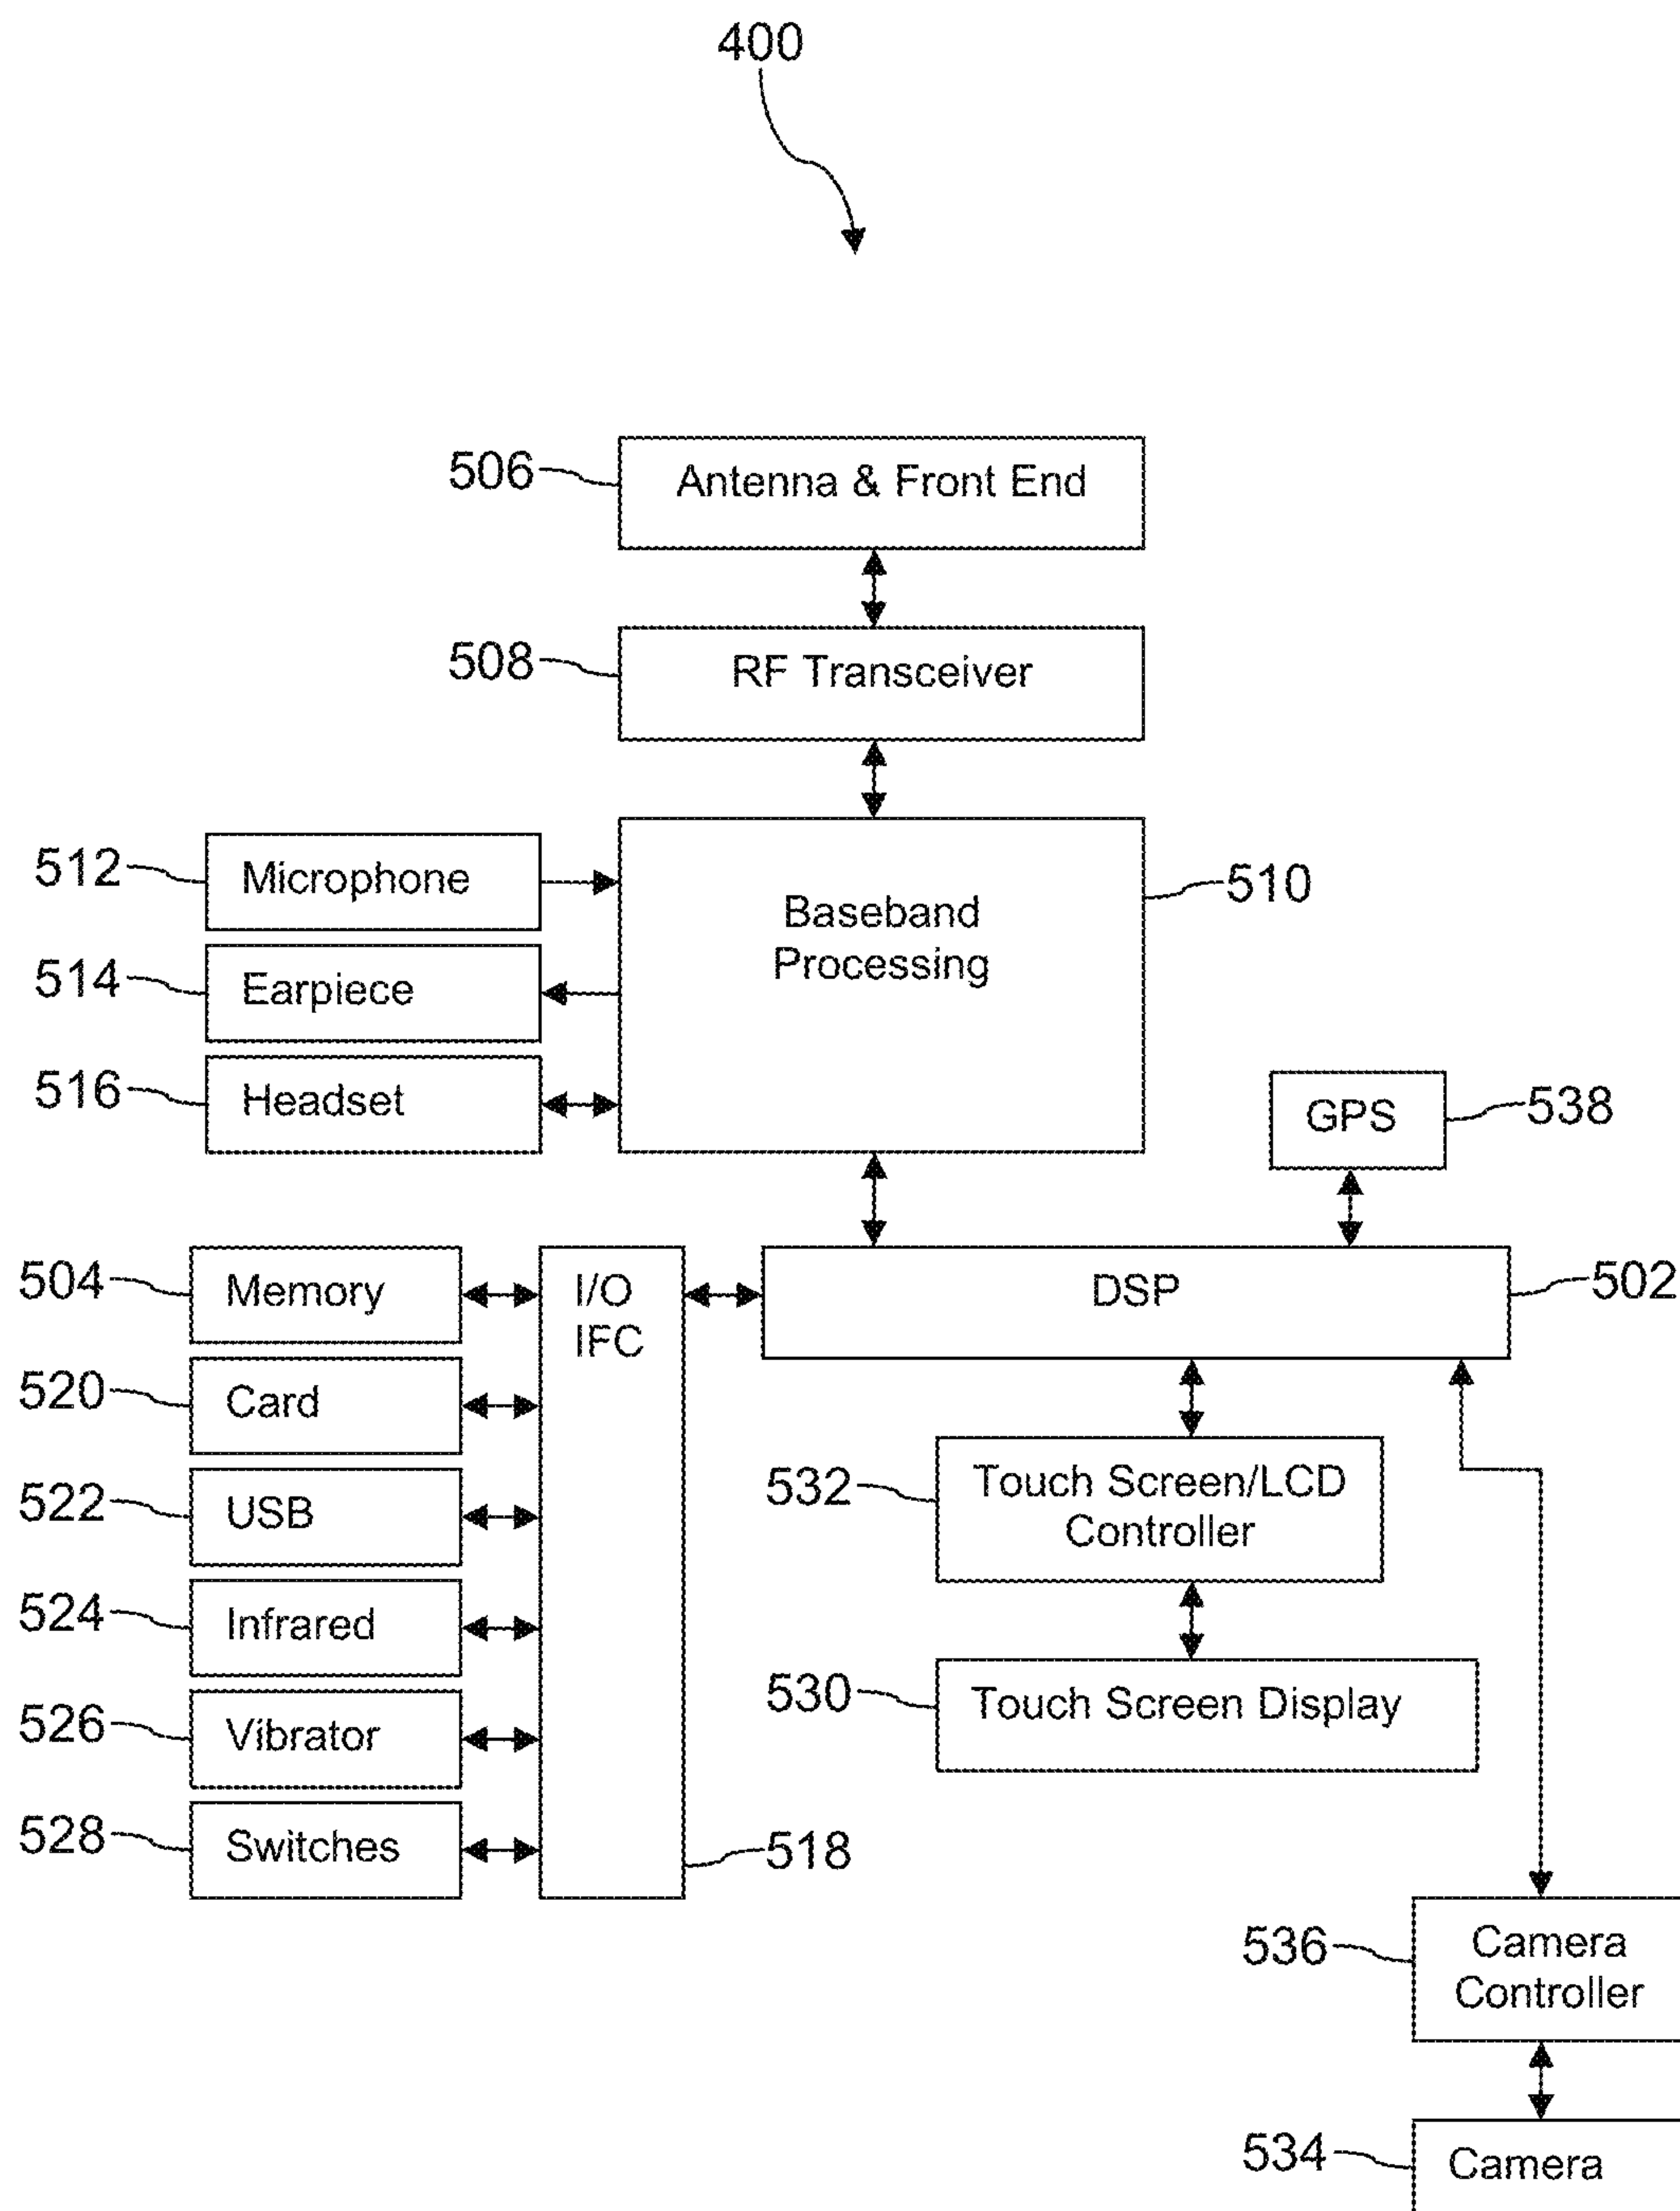 400
506
Antenna & Front End
508
RF Transceiver
512
Microphone
Baseband
Processing
510
514
Earpiece
516
Headset
GPS
538
504
Memory
I/O
IFC
DSP
502
520
Card
522
USB
532
Touch Screen/LCD
Controller
524
Infrared
526
Vibrator
530
Touch Screen Display
528
Switches
518
536
Camera
Controller
534
Camera